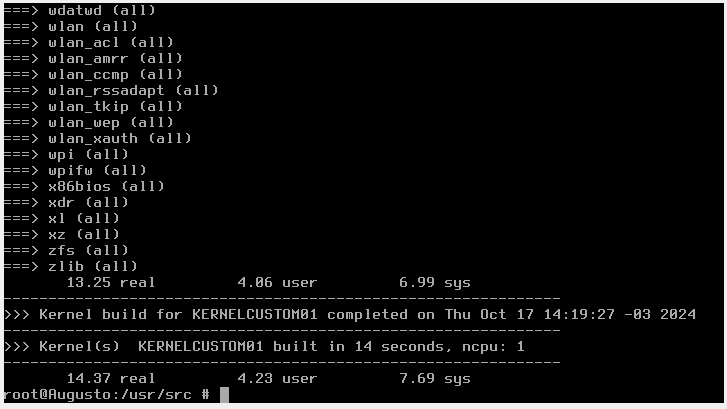 ===> wdatwd (all)
===> wlan (all)
===> wlan_acl (all)
===> wlan_amrr (all)
===> wlan_ccmp (all)
===> wlan_rssadapt (all)
===> wlan_tkip (all)
===> wlan_wep (all)
===> wlan_xauth (all)
===> wpi (all)
===> wpifw (all)
===> x86bios (all)
===> xdr (all)
===> xl (all)
===> xz (all)
===> zfs (all)
===> zlib (all)
       13.25 real         4.06 user         6.99 sys
--------------------------------------------------------------
>>> Kernel build for KERNELCUSTOM01 completed on Thu Oct 17 14:19:27 -03 2024
--------------------------------------------------------------
>>> Kernel(s)  KERNELCUSTOM01 built in 14 seconds, ncpu: 1
--------------------------------------------------------------
       14.37 real         4.23 user         7.69 sys
root@Augusto:/usr/src #